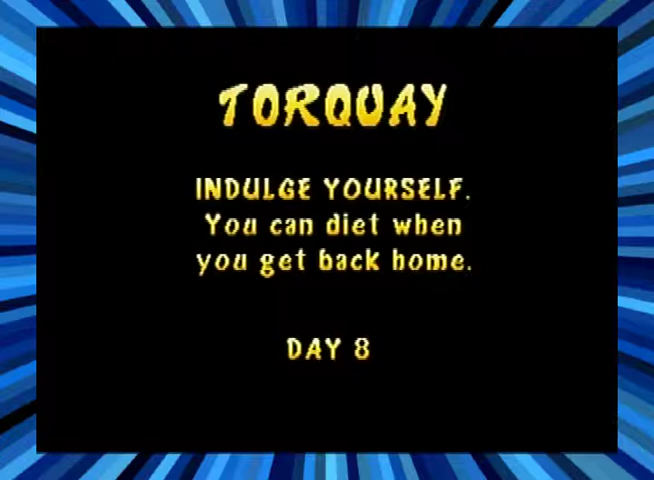 TORQUAY
INDULGE YOURSELF.
You can diet when
you get back home.
DAY 8